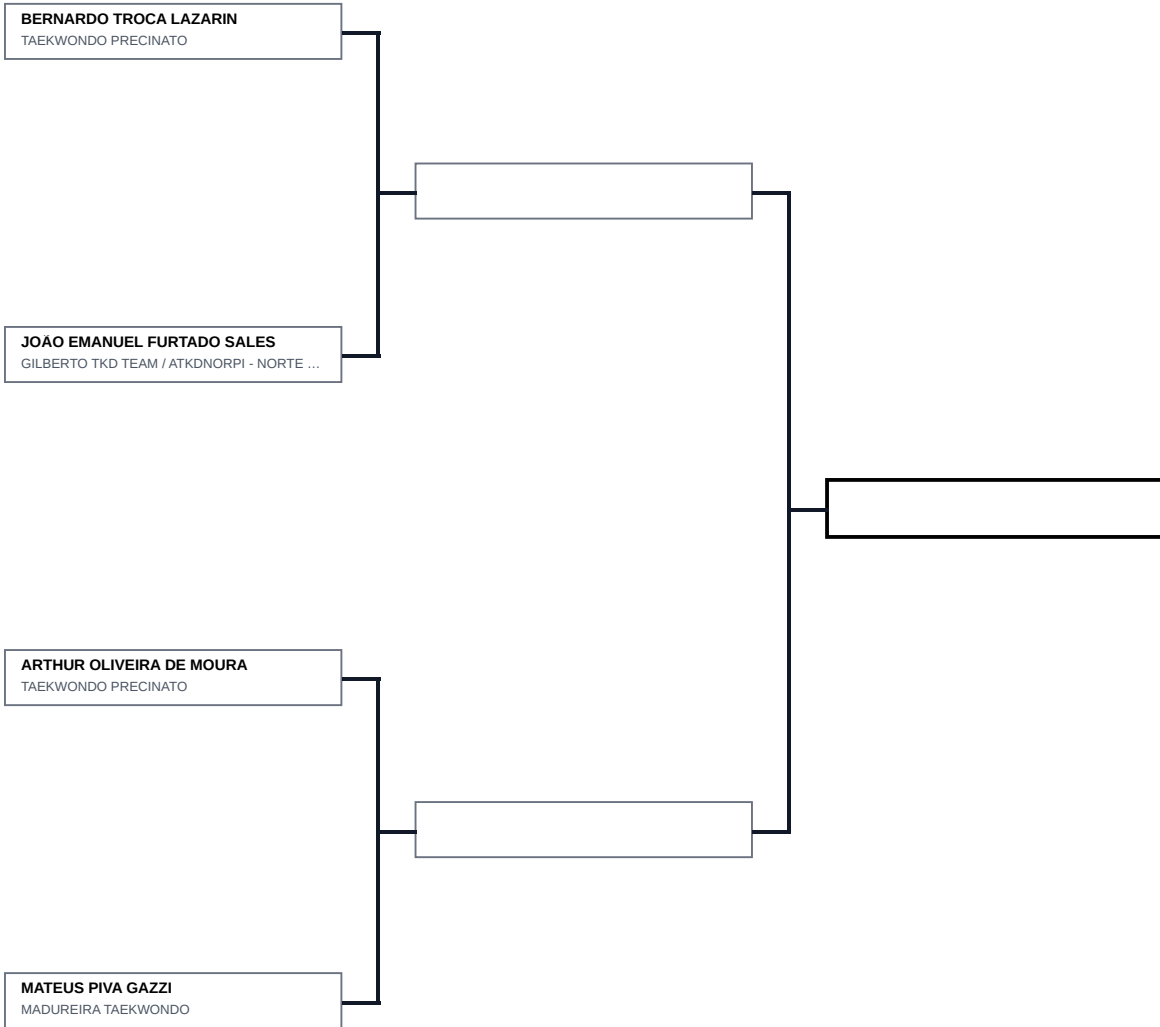 BERNARDO TROCA LAZARIN
TAEKWONDO PRECINATO
JOÃO EMANUEL FURTADO SALES
GILBERTO TKD TEAM / ATKDNORPI - NORTE ...
ARTHUR OLIVEIRA DE MOURA
TAEKWONDO PRECINATO
MATEUS PIVA GAZZI
MADUREIRA TAEKWONDO